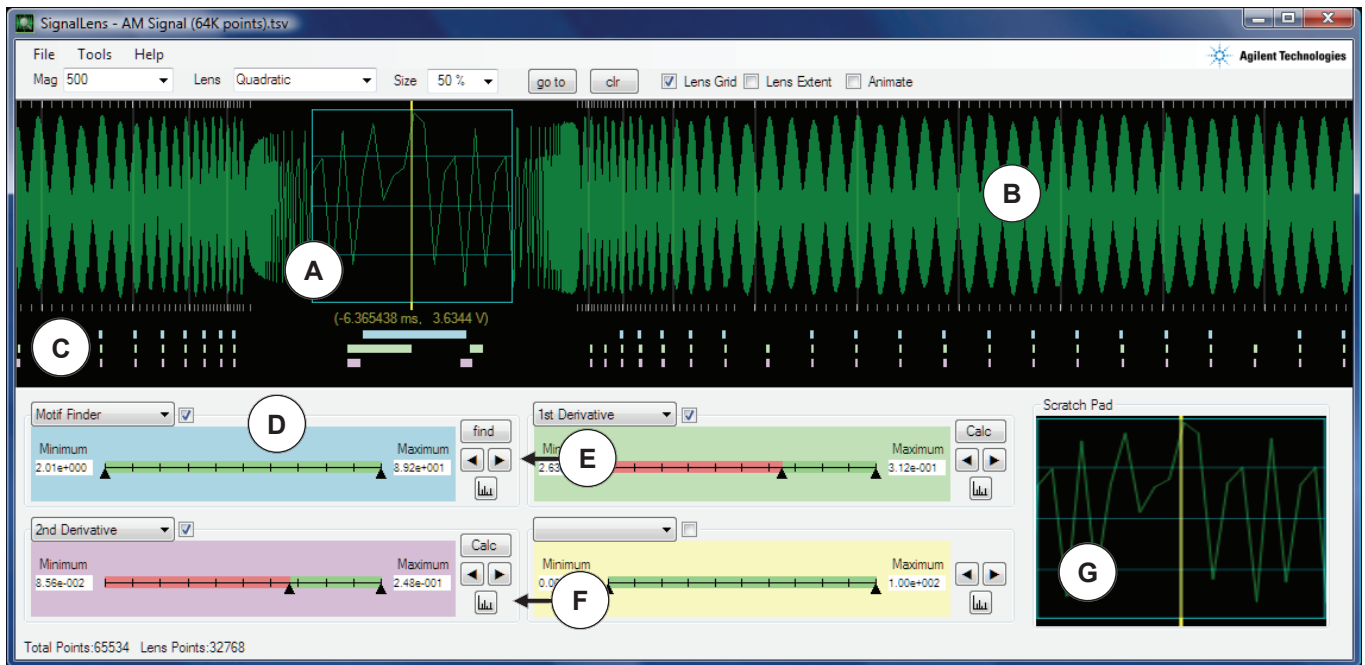 SignalLens - AM Signal (64K points).tsv
File Tools Help
Agilent Technologies
Mag 500 Lens Quadratic Size 50 % go to clr Lens Grid Lens Extent Animate
B
A
(-6.365438 ms, 3.6344 V)
C
Motif Finder
D
find
Minimum Maximum
2.01e+000 8.92e+001
E
1st Derivative
Calc
Maximum
3.12e-001
Scratch Pad
2nd Derivative
Calc
Minimum Maximum
8.56e-002 2.48e-001
F
Minimum Maximum
1.00e+002
G
Total Points:65534 Lens Points:32768